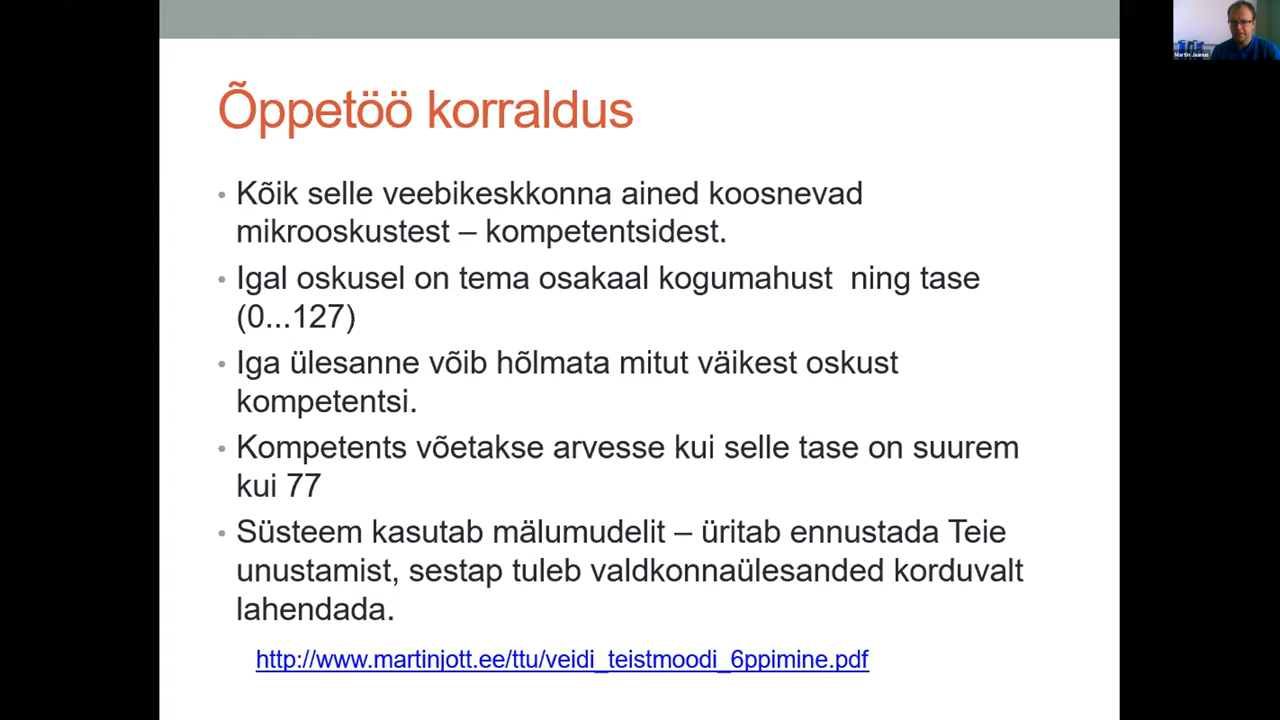 Martin Jaanus
Õppetöö korraldus
• Kõik selle veebikeskkonna ained koosnevad
mikrooskustest – kompetentsidest.
• Igal oskusel on tema osakaal kogumahust ning tase
(0...127)
• Iga ülesanne võib hõlmata mitut väikest oskust
kompetentsi.
• Kompetents võetakse arvesse kui selle tase on suurem
kui 77
• Süsteem kasutab mälumudelit – üritab ennustada Teie
unustamist, sestap tuleb valdkonnaülesanded korduvalt
lahendada.
http://www.martinjott.ee/ttu/veidi_teistmoodi_6ppimine.pdf